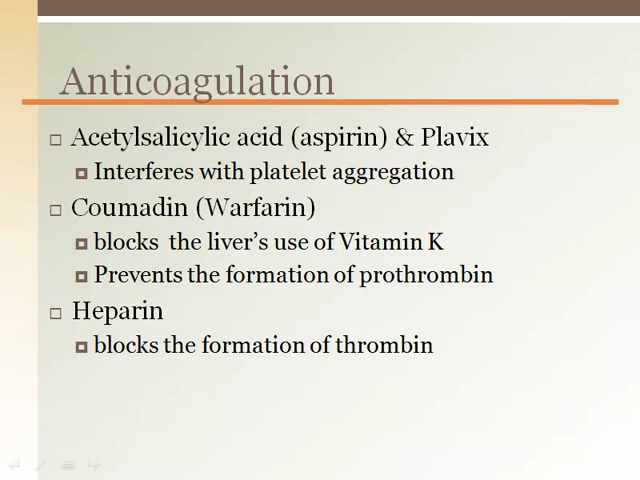 Anticoagulation
Acetylsalicylic acid (aspirin) & Plavix
Interferes with platelet aggregation
Coumadin (Warfarin)
blocks  the liver's use of Vitamin K
Prevents the formation of prothrombin
Heparin
blocks the formation of thrombin